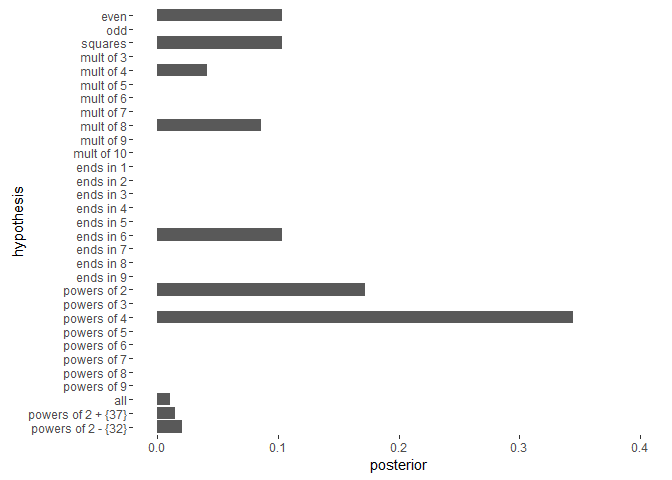 even
odd
squares
mult of 3
mult of 4
mult of 5
mult of 6
mult of 7
mult of 8
mult of 9
mult of 10
ends in 1
ends in 2
ends in 3
ends in 4
ends in 5
ends in 6
ends in 7
ends in 8
ends in 9
powers of 2
powers of 3
powers of 4
powers of 5
powers of 6
powers of 7
powers of 8
powers of 9
all
powers of 2 + {37}
powers of 2 - {32}
hypothesis
0.0 0.1 0.2 0.3 0.4
posterior